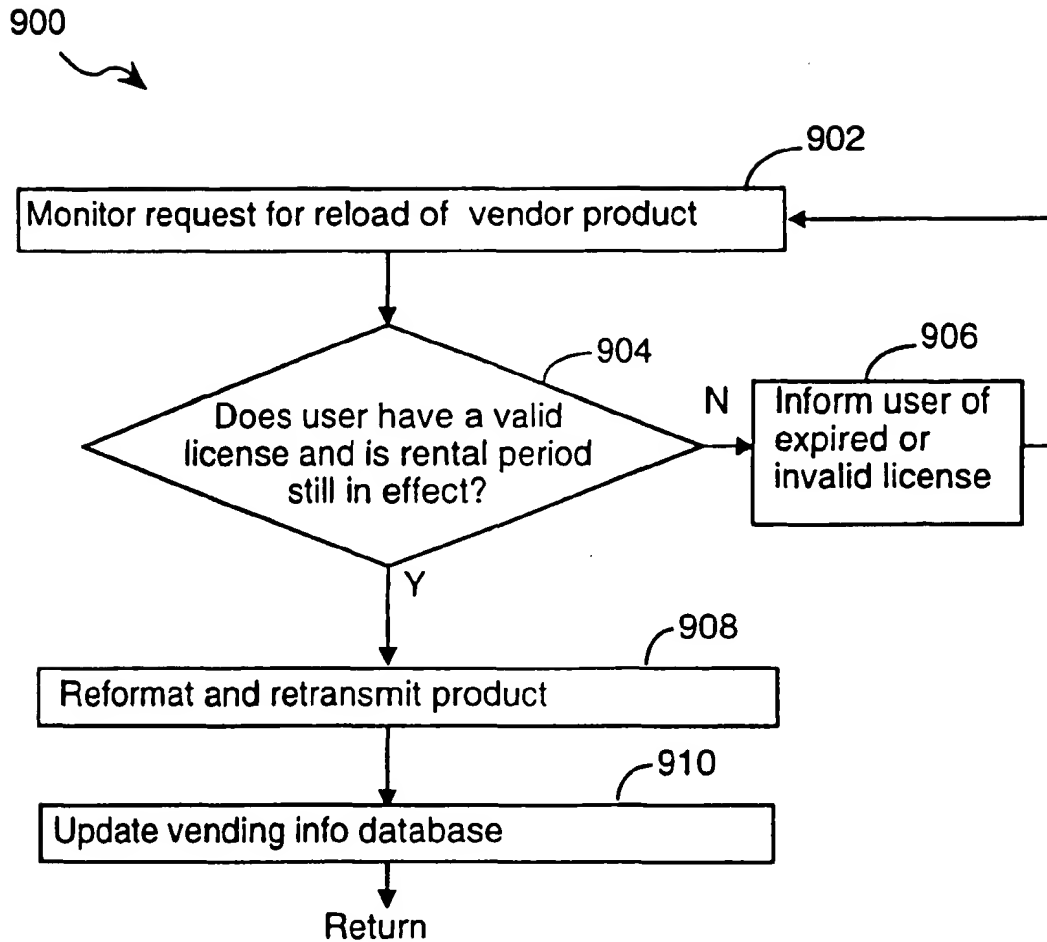 900
902
Monitor request for reload of vendor product
904
Does user have a valid
license and is rental period
still in effect?
N
906
Inform user of
expired or
invalid license
Y
908
Reformat and retransmit product
910
Update vending info database
Return